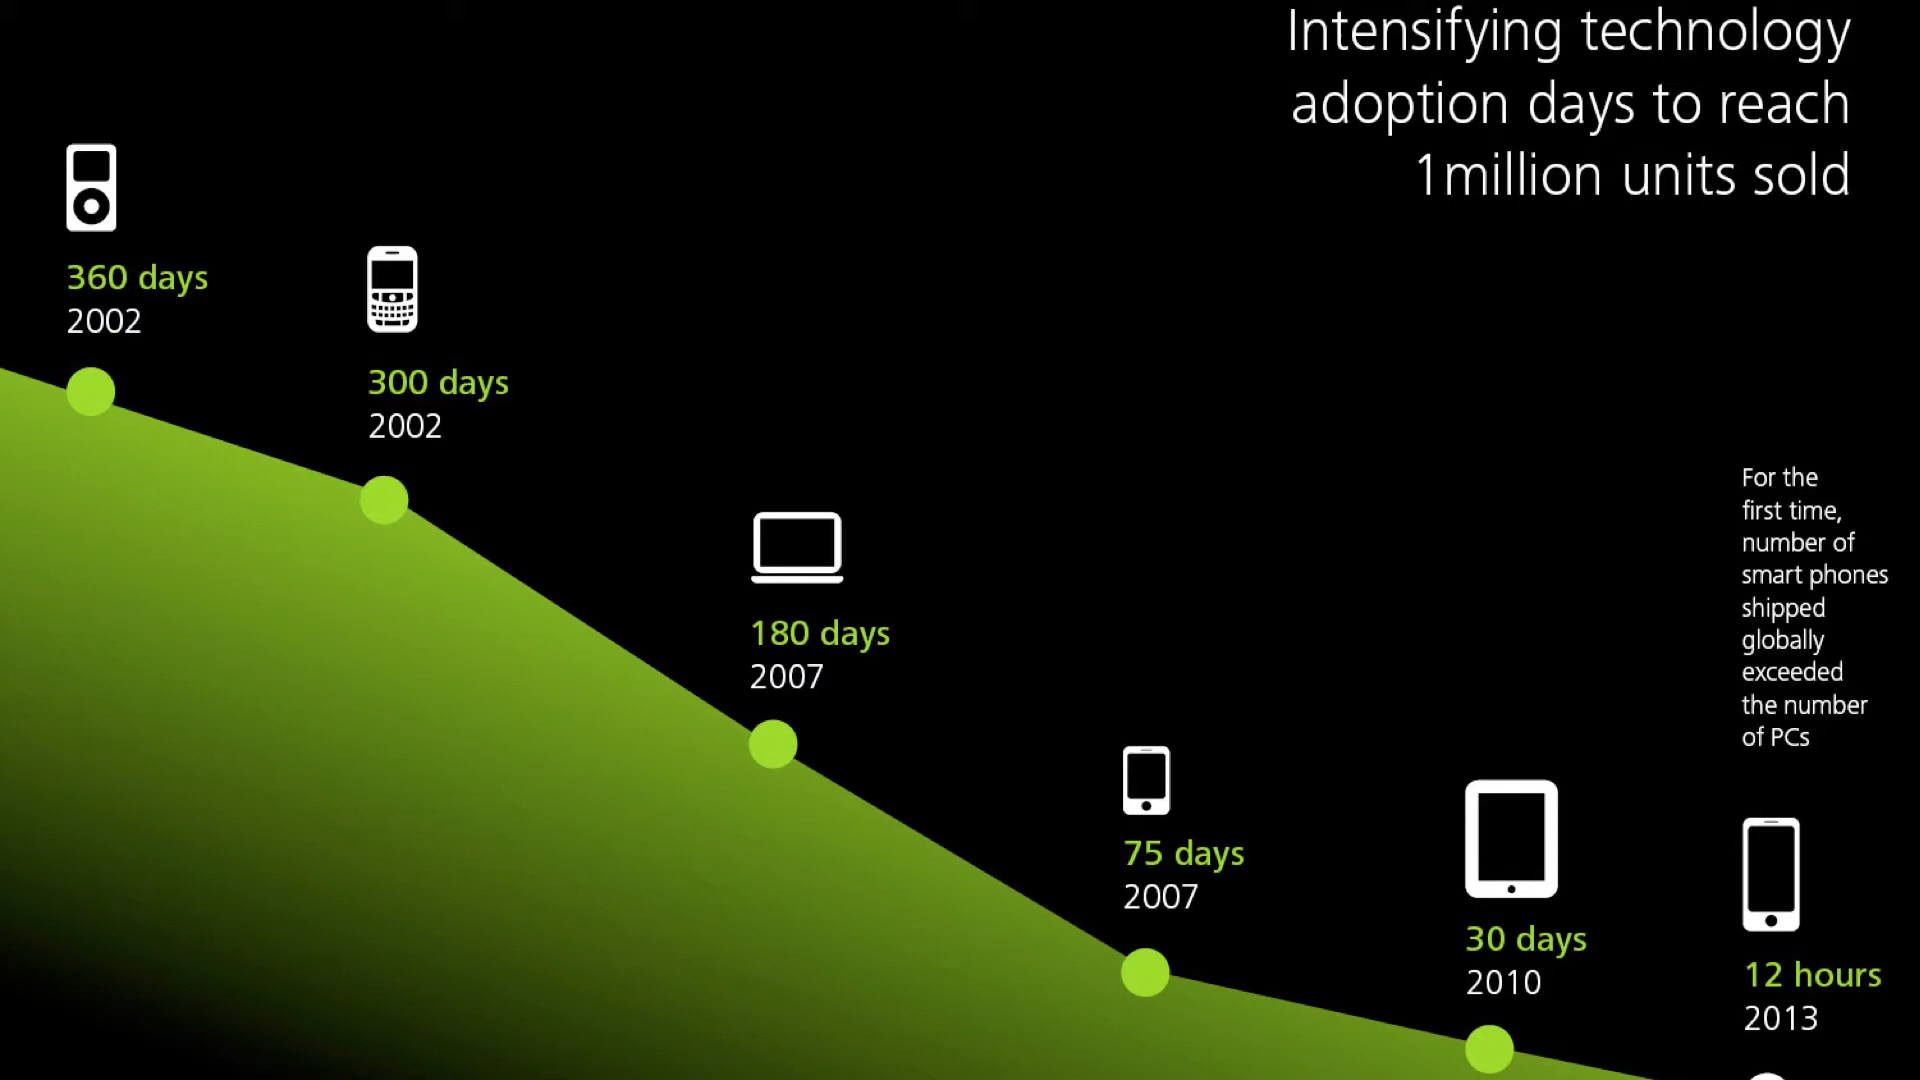 Intensifying technology
adoption days to reach
1million units sold
360 days
2002
300 days
2002
180 days
2007
75 days
2007
30 days
2010
For the
first time,
number of
smart phones
shipped
globally
exceeded
the number
of PCs
12 hours
2013